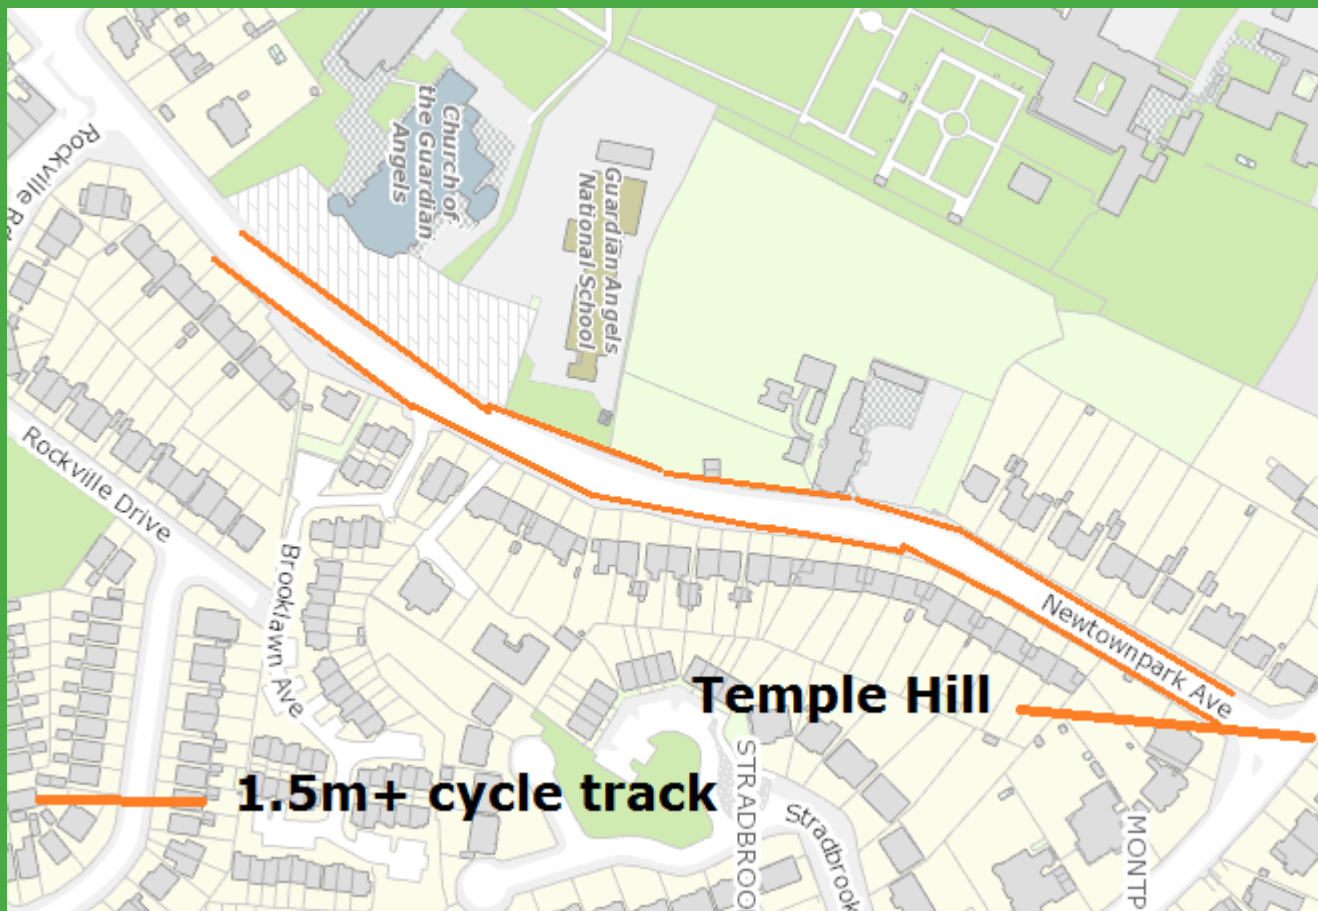 Rockville Rd
Church of
the Guardian
Angels
Guardian Angels
National School
Rockville Drive
Brooklawn Ave
Newtownpark Ave
Temple Hill
1.5m+ cycle track
STRADBROO
Stradbrook
MONTP